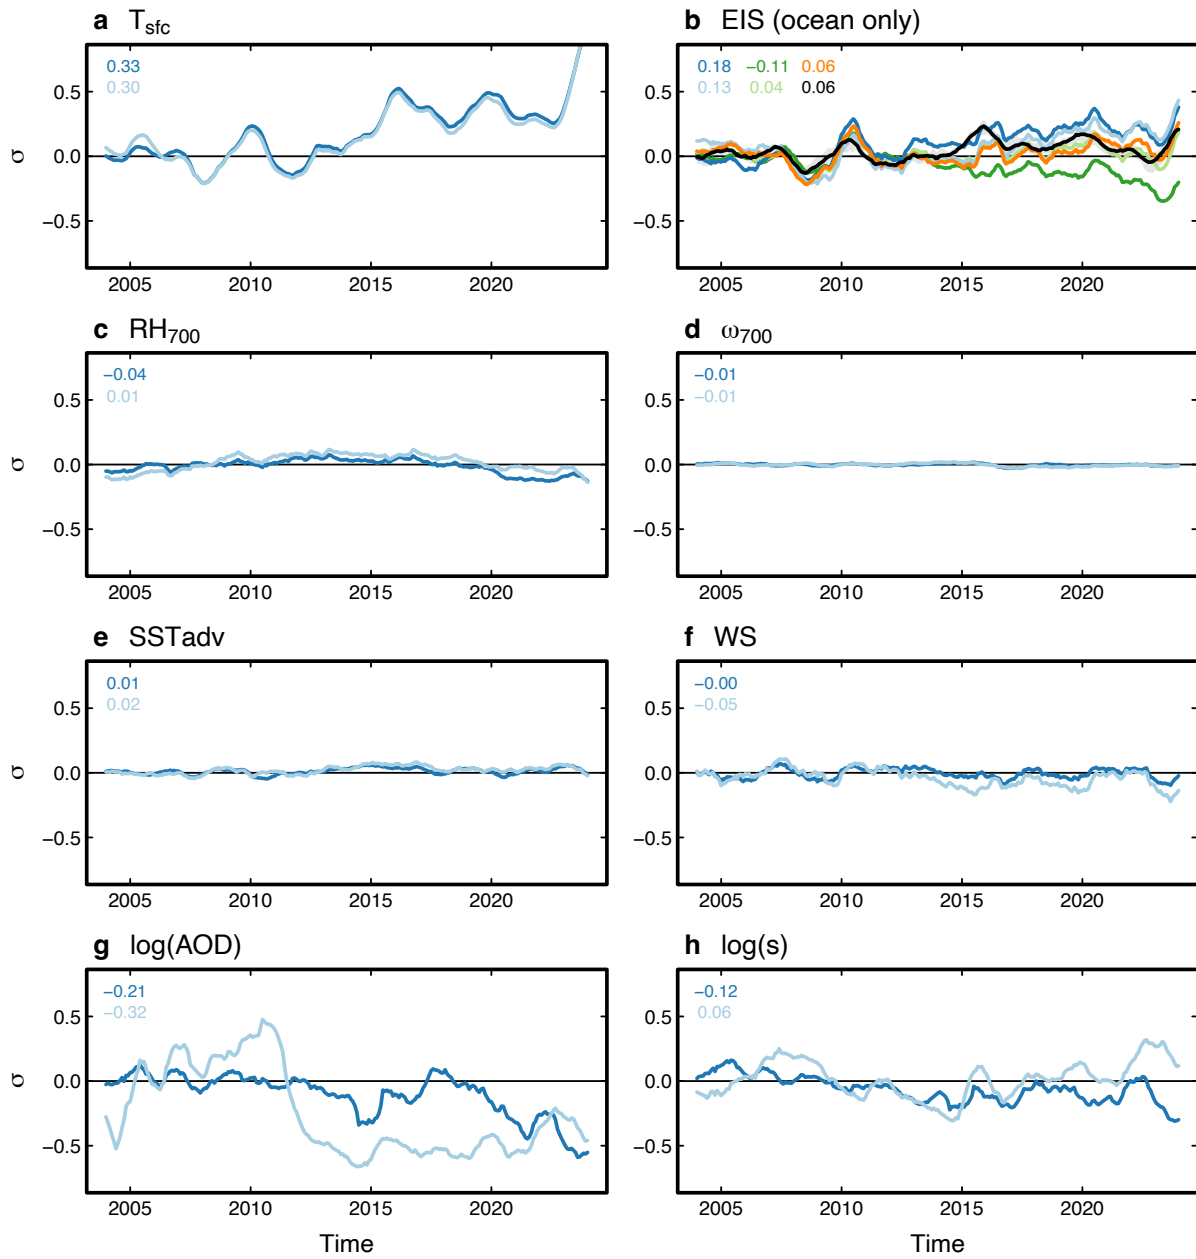 a T_sfc
0.33
0.30
σ
0.5
0.0
−0.5
2005 2010 2015 2020
b EIS (ocean only)
0.18 −0.11 0.06
0.13 0.04 0.06
0.5
0.0
−0.5
2005 2010 2015 2020
c RH_700
−0.04
0.01
σ
0.5
0.0
−0.5
2005 2010 2015 2020
d ω_700
−0.01
−0.01
0.5
0.0
−0.5
2005 2010 2015 2020
e SSTadv
0.01
0.02
σ
0.5
0.0
−0.5
2005 2010 2015 2020
f WS
−0.00
−0.05
0.5
0.0
−0.5
2005 2010 2015 2020
g log(AOD)
−0.21
−0.32
σ
0.5
0.0
−0.5
2005 2010 2015 2020
Time
h log(s)
−0.12
0.06
0.5
0.0
−0.5
2005 2010 2015 2020
Time